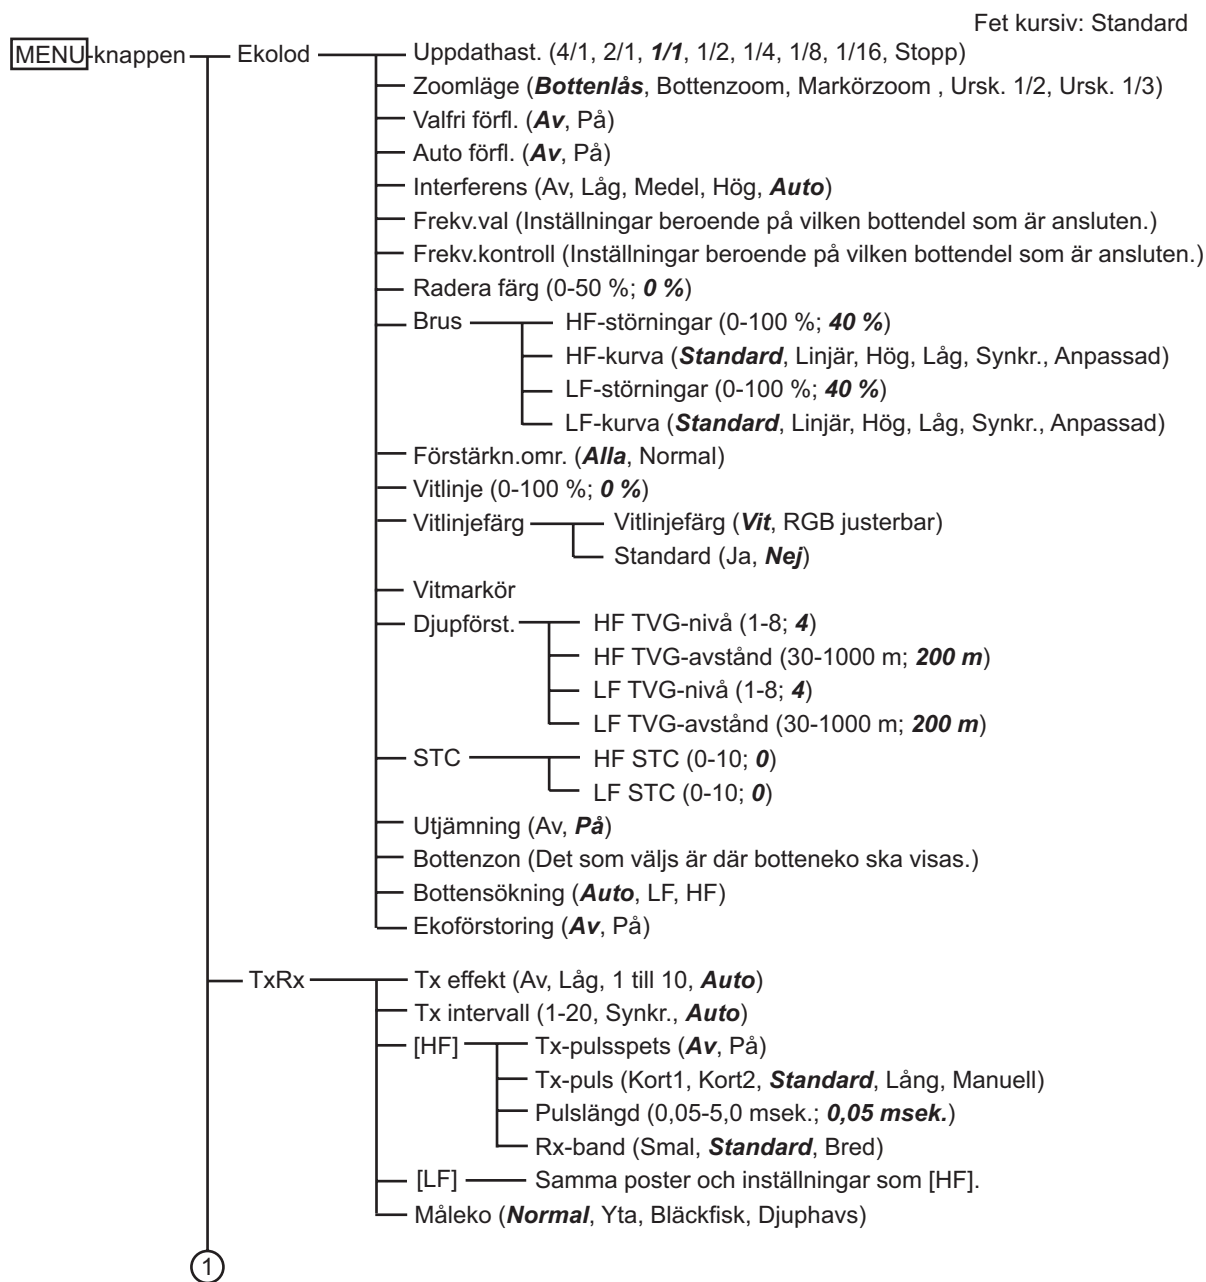 Fet kursiv: Standard
MENU-knappen Ekolod Uppdathast. (4/1, 2/1, 1/1, 1/2, 1/4, 1/8, 1/16, Stopp)
Zoomläge (Bottenlås, Bottenzoom, Markörzoom , Ursk. 1/2, Ursk. 1/3)
Valfri förfl. (Av, På)
Auto förfl. (Av, På)
Interferens (Av, Låg, Medel, Hög, Auto)
Frekv.val (Inställningar beroende på vilken bottendel som är ansluten.)
Frekv.kontroll (Inställningar beroende på vilken bottendel som är ansluten.)
Radera färg (0-50 %; 0 %)
Brus HF-störningar (0-100 %; 40 %)
HF-kurva (Standard, Linjär, Hög, Låg, Synkr., Anpassad)
LF-störningar (0-100 %; 40 %)
LF-kurva (Standard, Linjär, Hög, Låg, Synkr., Anpassad)
Förstärkn.omr. (Alla, Normal)
Vitlinje (0-100 %; 0 %)
Vitlinjefärg Vitlinjefärg (Vit, RGB justerbar)
Standard (Ja, Nej)
Vitmarkör
Djupförst. HF TVG-nivå (1-8; 4)
HF TVG-avstånd (30-1000 m; 200 m)
LF TVG-nivå (1-8; 4)
LF TVG-avstånd (30-1000 m; 200 m)
STC HF STC (0-10; 0)
LF STC (0-10; 0)
Utjämning (Av, På)
Bottenzon (Det som väljs är där botteneko ska visas.)
Bottensökning (Auto, LF, HF)
Ekoförstoring (Av, På)
TxRx Tx effekt (Av, Låg, 1 till 10, Auto)
Tx intervall (1-20, Synkr., Auto)
[HF] Tx-pulsspets (Av, På)
Tx-puls (Kort1, Kort2, Standard, Lång, Manuell)
Pulslängd (0,05-5,0 msek.; 0,05 msek.)
Rx-band (Smal, Standard, Bred)
[LF] Samma poster och inställningar som [HF].
Måleko (Normal, Yta, Bläckfisk, Djuphavs)
1